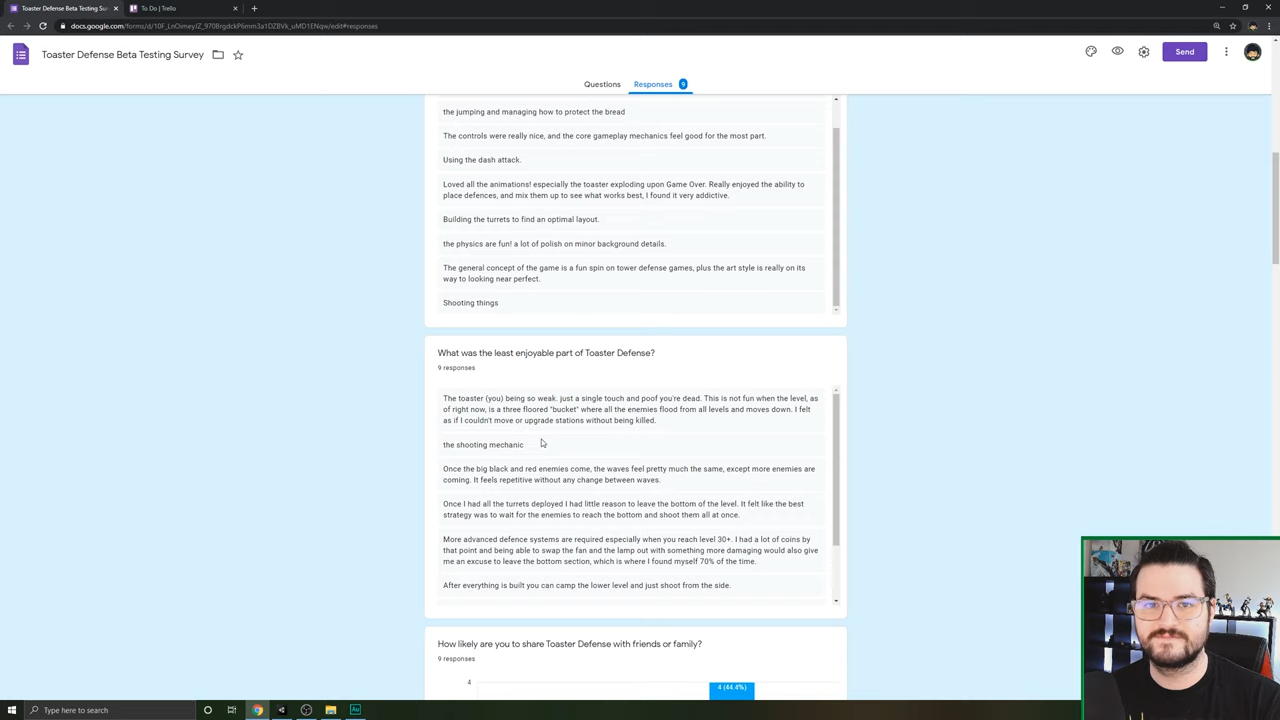 Toaster Defense Beta Testing Survey
To Do | Trello
Toaster Defense Beta Testing Survey
Send
Questions
Responses 9
the jumping and managing how to protect the bread
The controls were really nice, and the core gameplay mechanics feel good for the most part.
Using the dash attack.
Loved all the animations! especially the toaster exploding upon Game Over. Really enjoyed the ability to
place defences, and mix them up to see what works best, I found it very addictive.
Building the turrets to find an optimal layout.
the physics are fun! a lot of polish on minor background details.
The general concept of the game is a fun spin on tower defense games, plus the art style is really on its
way to looking near perfect.
Shooting things
What was the least enjoyable part of Toaster Defense?
9 responses
The toaster (you) being so weak. just a single touch and poof you're dead. This is not fun when the level, as
of right now, is a three floored "bucket" where all the enemies flood from all levels and moves down. I felt
as if I couldn't move or upgrade stations without being killed.
the shooting mechanic
Once the big black and red enemies come, the waves feel pretty much the same, except more enemies are
coming. It feels repetitive without any change between waves.
Once I had all the turrets deployed I had little reason to leave the bottom of the level. It felt like the best
strategy was to wait for the enemies to reach the bottom and shoot them all at once.
More advanced defence systems are required especially when you reach level 30+. I had a lot of coins by
that point and being able to swap the fan and the lamp out with something more damaging would also give
me an excuse to leave the bottom section, which is where I found myself 70% of the time.
After everything is built you can camp the lower level and just shoot from the side.
How likely are you to share Toaster Defense with friends or family?
9 responses
4
4 (44.4%)
Type here to search
Au